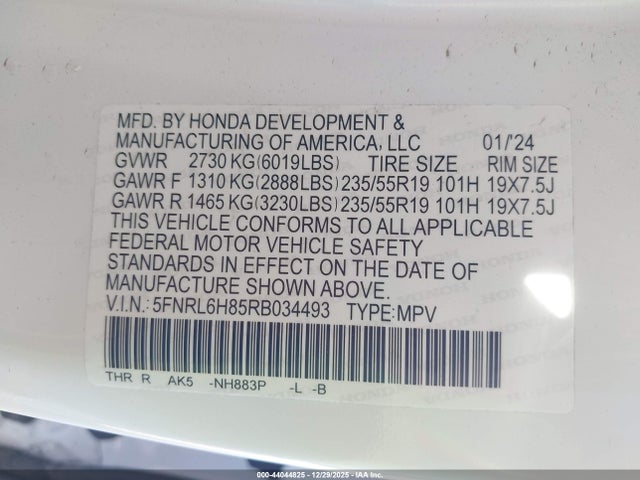 MFD. BY HONDA DEVELOPMENT &
MANUFACTURING OF AMERICA, LLC 01/'24
GVWR 2730 KG(6019LBS) TIRE SIZE RIM SIZE
GAWR F 1310 KG(2888LBS) 235/55R19 101H 19X7.5J
GAWR R 1465 KG(3230LBS) 235/55R19 101H 19X7.5J
THIS VEHICLE CONFORMS TO ALL APPLICABLE
FEDERAL MOTOR VEHICLE SAFETY
STANDARDS IN EFFECT ON THE DATE OF
MANUFACTURE SHOWN ABOVE.
V.I.N.: 5FNRL6H85RB034493 TYPE:MPV
THR R AK5 -NH883P -L -B
000-44044825 - 12/29/2025 - IAA Inc.